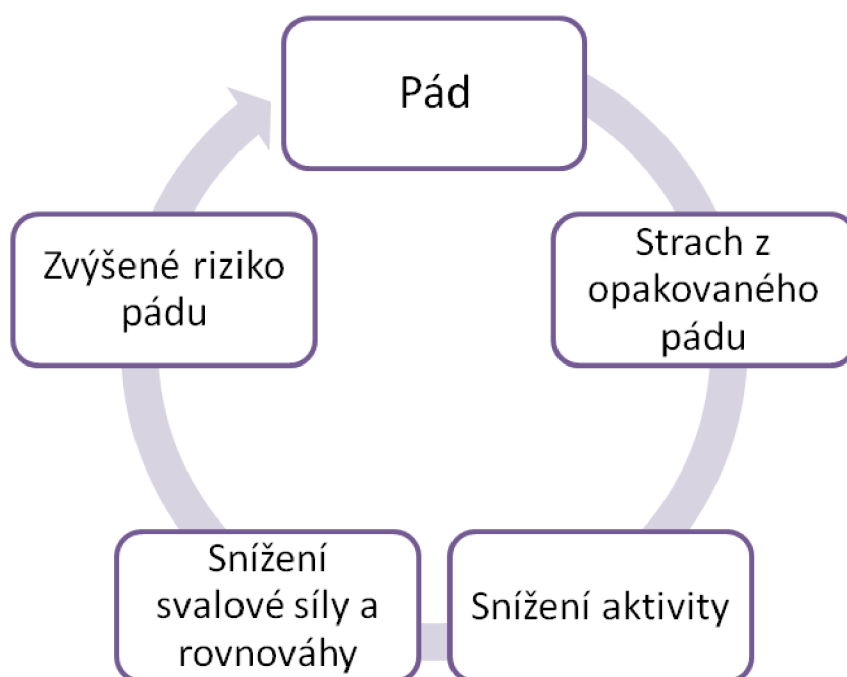 Pád
Strach z
opakovaného
pádu
Snížení aktivity
Snížení
svalové síly a
rovnováhy
Zvýšené riziko
pádu